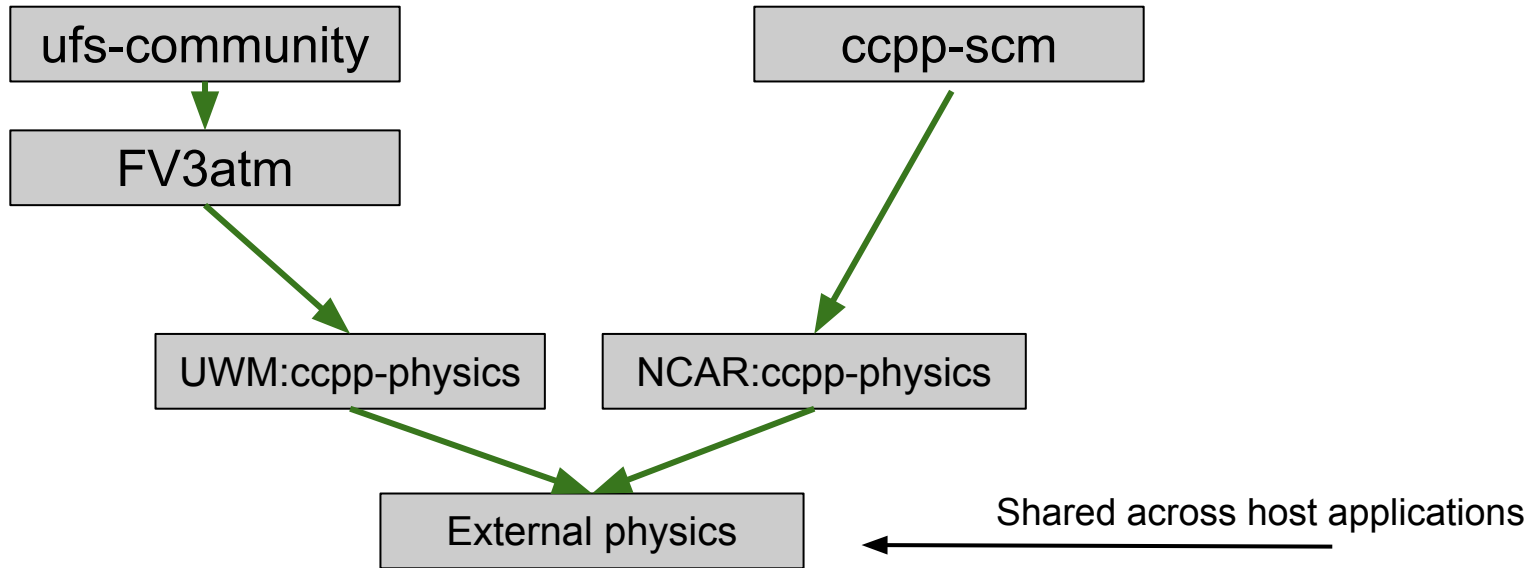 ufs-community
ccpp-scm
FV3atm
UWM:ccpp-physics
NCAR:ccpp-physics
External physics
Shared across host applications